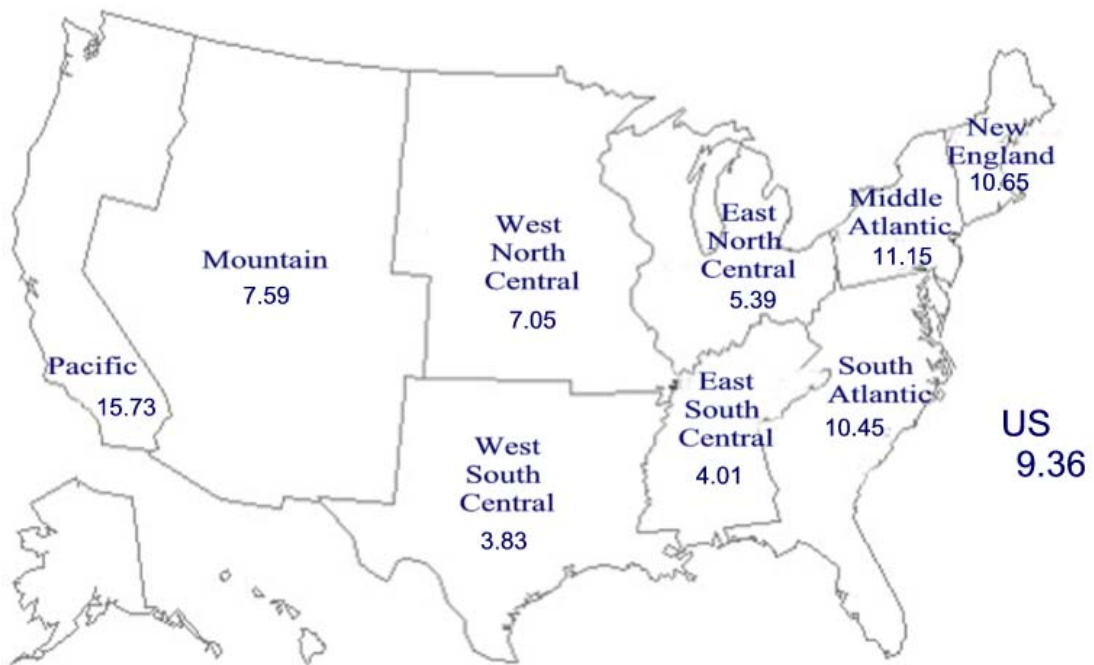 New
England
10.65
Middle
Atlantic
11.15
East
North
Central
5.39
West
North
Central
7.05
Mountain
7.59
Pacific
15.73
South
Atlantic
10.45
East
South
Central
4.01
West
South
Central
3.83
US
9.36